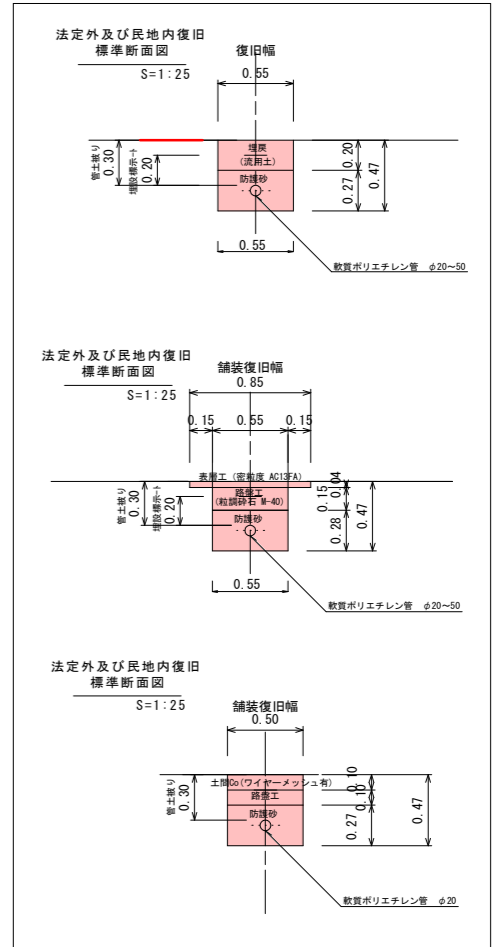 法定外及び民地内復旧
標準断面図
S=1:25
復旧幅
0.55
管土被り
0.30
埋設標示シート
0.20
埋戻
(流用土)
防護砂
0.20
0.27
0.47
0.55
軟質ポリエチレン管 φ20~50
法定外及び民地内復旧
標準断面図
S=1:25
舗装復旧幅
0.85
0.15 0.55 0.15
表層工(密粒度 AC13FA)
路盤工
(粒調砕石 M-40)
防護砂
管土被り
0.30
埋設標示シート
0.20
0.04
0.15
0.28
0.47
0.55
軟質ポリエチレン管 φ20~50
法定外及び民地内復旧
標準断面図
S=1:25
舗装復旧幅
0.50
土間Co(ワイヤーメッシュ有)
路盤工
防護砂
管土被り
0.30
0.10
0.10
0.27
0.47
軟質ポリエチレン管 φ20